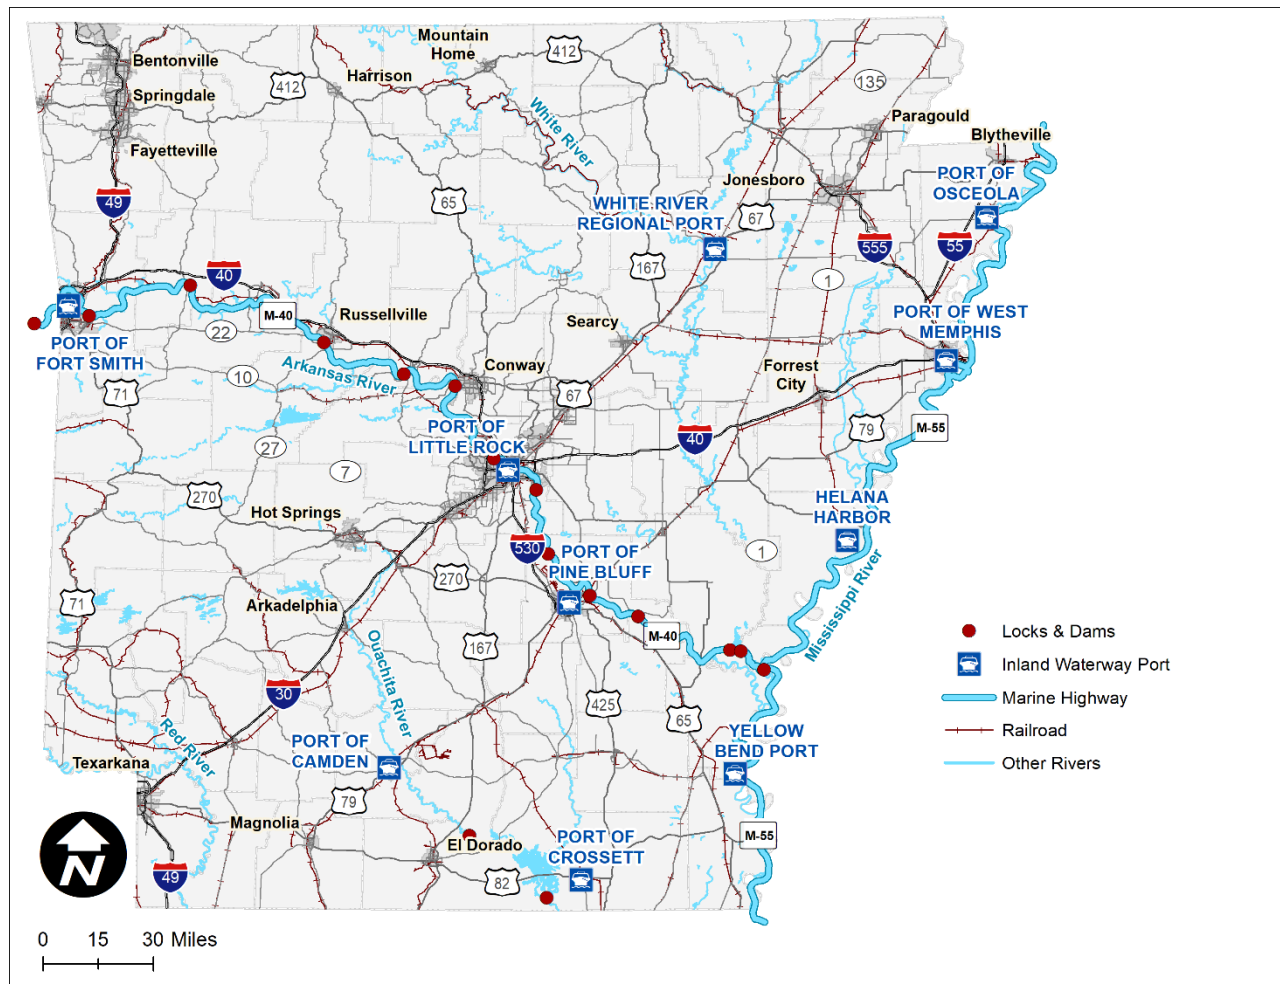 Mountain
Home
412
Bentonville
Harrison
412
135
Springdale
White River
Paragould
Blytheville
Fayetteville
PORT OF
OSCEOLA
Jonesboro
49
65
WHITE RIVER
REGIONAL PORT
67
555
55
40
167
1
M-40
Russellville
22
Searcy
PORT OF WEST
MEMPHIS
PORT OF
FORT SMITH
Arkansas River
Conway
Forrest
City
10
71
67
M-55
79
PORT OF
LITTLE ROCK
40
27
7
270
HELANA
HARBOR
Hot Springs
530
PORT OF
PINE BLUFF
1
Mississippi River
270
71
Arkadelphia
M-40
Locks & Dams
167
Ouachita River
Inland Waterway Port
30
Marine Highway
425
65
Railroad
Red River
PORT OF
CAMDEN
YELLOW
BEND PORT
Other Rivers
Texarkana
79
Magnolia
M-55
El Dorado
PORT OF
CROSSETT
N
49
82
0 15 30 Miles